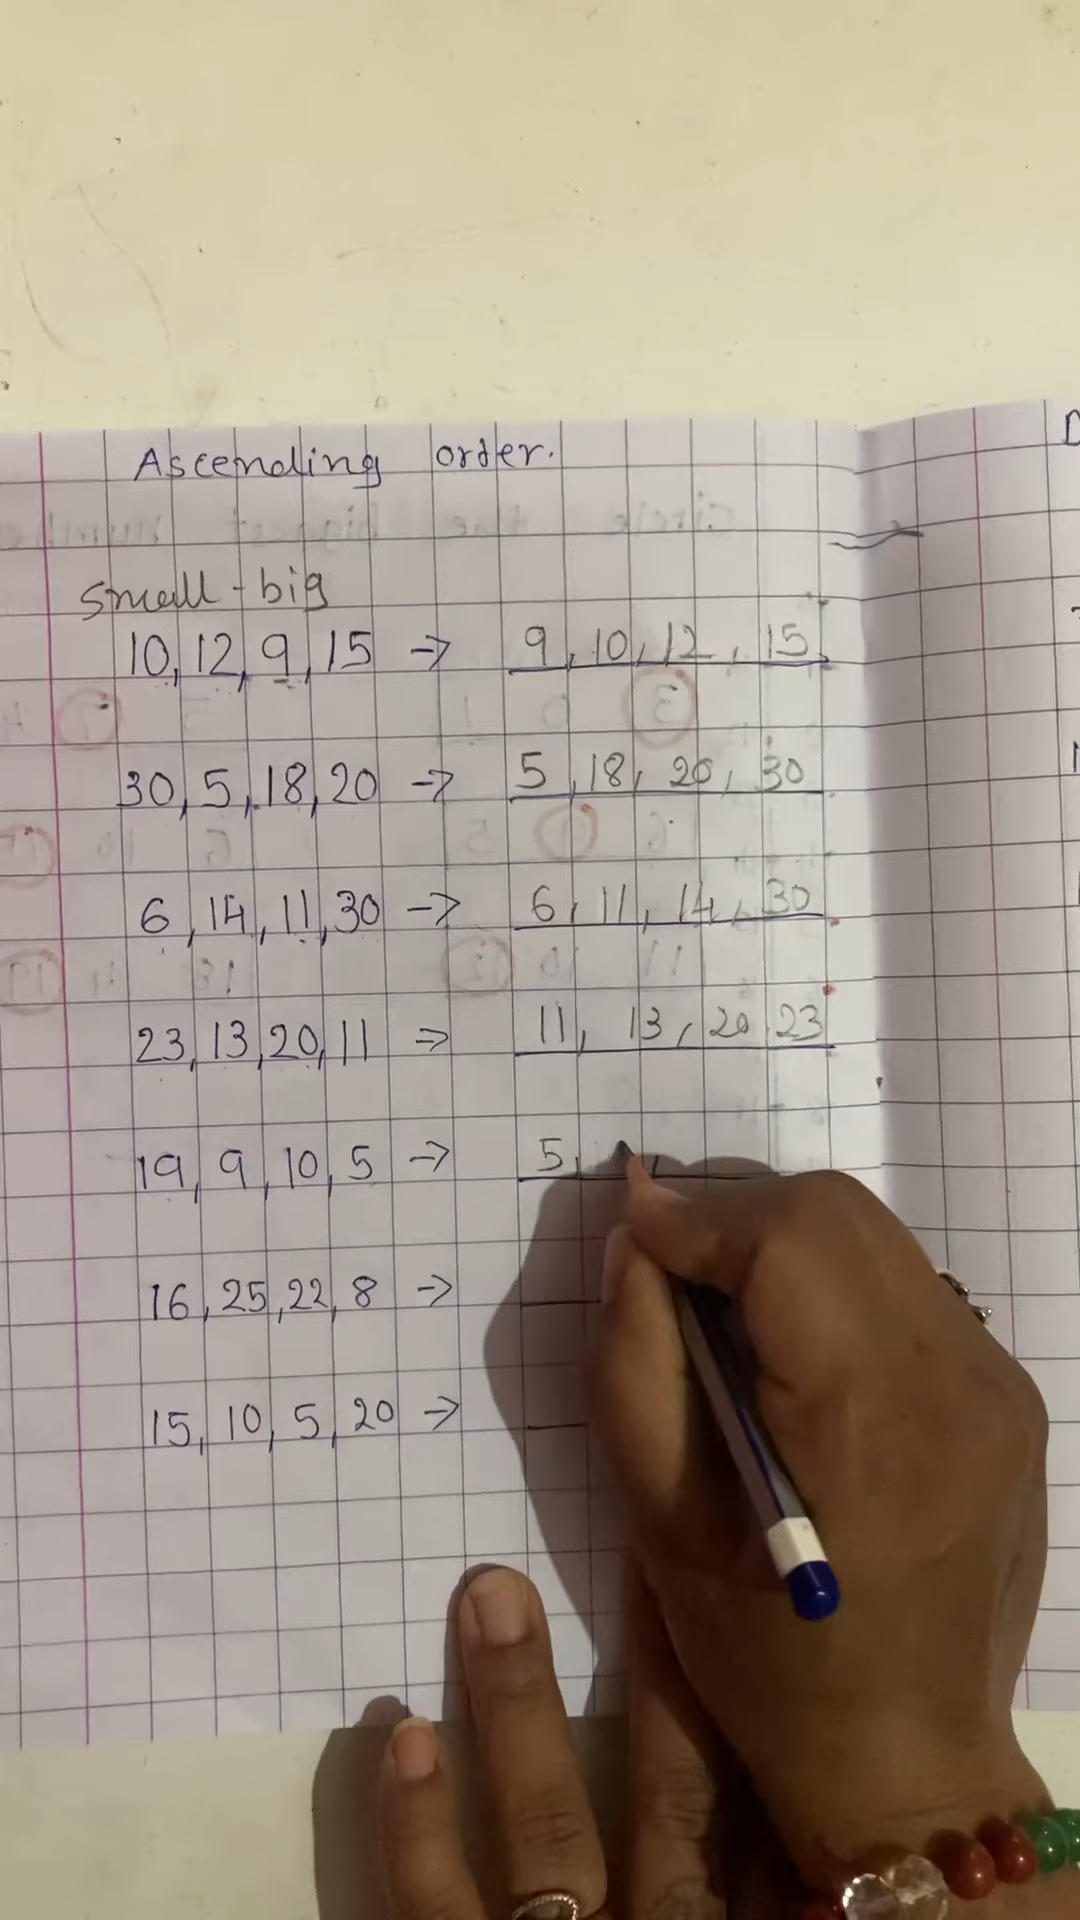 Ascending order.
small - big
10, 12, 9, 15 → 9, 10, 12, 15
30, 5, 18, 20 → 5, 18, 20, 30
6, 14, 11, 30 → 6, 11, 14, 30
23, 13, 20, 11 → 11, 13, 20 23
19, 9, 10, 5 → 5,
16, 25, 22, 8 →
15, 10, 5, 20 →